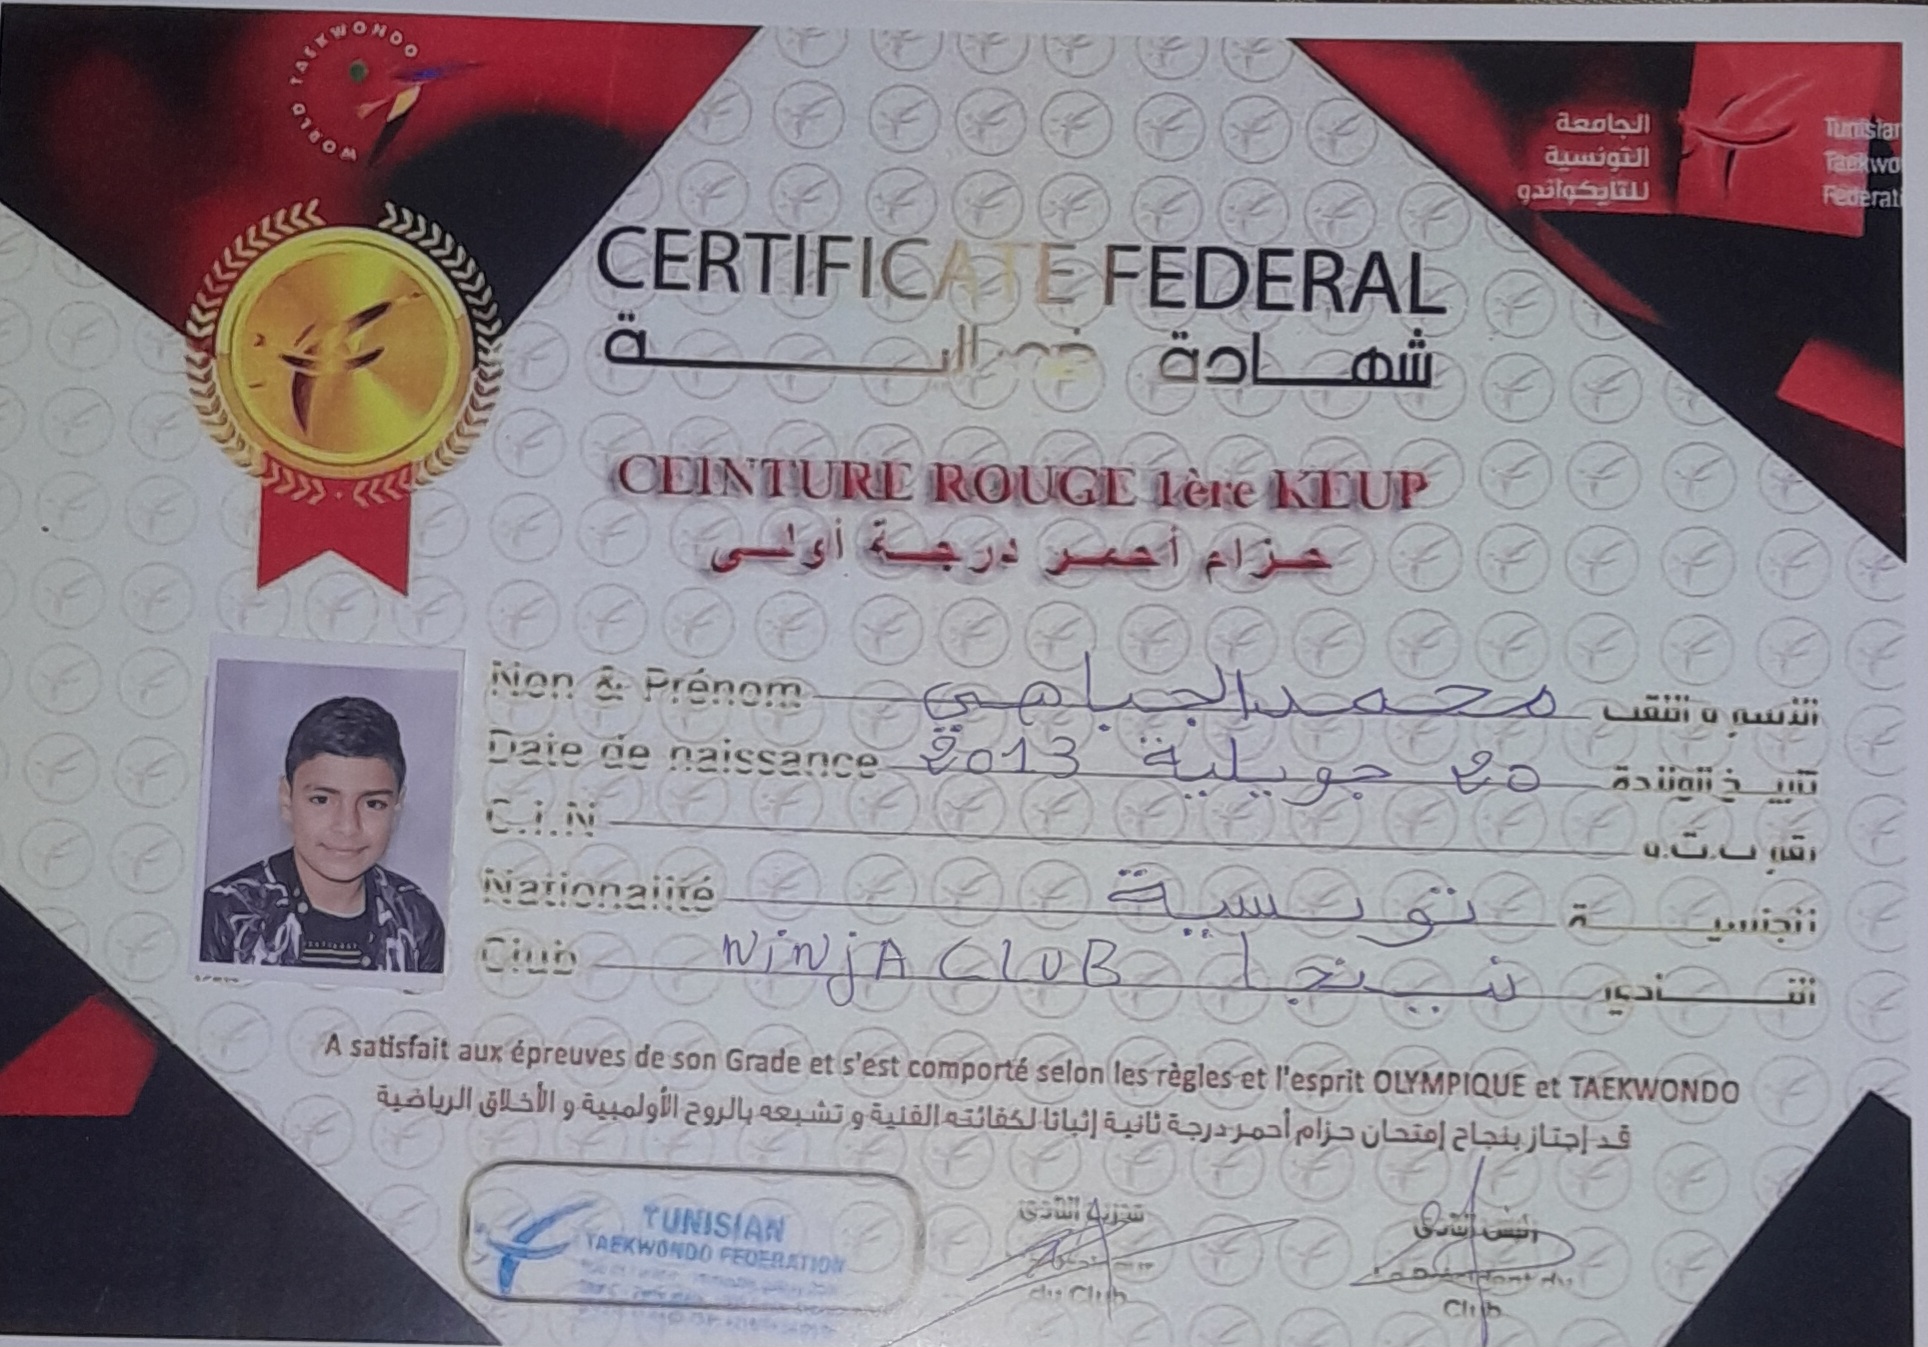 WORLD TAEKWONDO
الجامعة
التونسية
للتايكواندو
Tunisian
Taekwo
Federati
CERTIFICATE FEDERAL
شهادة فدرالية
CEINTURE ROUGE 1ère KEUP
حزام أحمر درجة أولى
Non & Prénom محمد الجباهي الاسم و اللقب
Date de naissance 20 جويلية 2013 تاريخ الولادة
C.I.N رقم ب.ت.و
Nationalité تونسية الجنسية
Club NiNjA CLUB نينجا النادي
A satisfait aux épreuves de son Grade et s'est comporté selon les règles et l'esprit OLYMPIQUE et TAEKWONDO
قد إجتاز بنجاح إمتحان حزام أحمر درجة ثانية إثباتا لكفائته الفنية و تشبعه بالروح الأولمبية و الأخلاق الرياضية
TUNISIAN
TAEKWONDO FEDERATION
النادي
du Club
رئيس النادي
Le Président du
Club